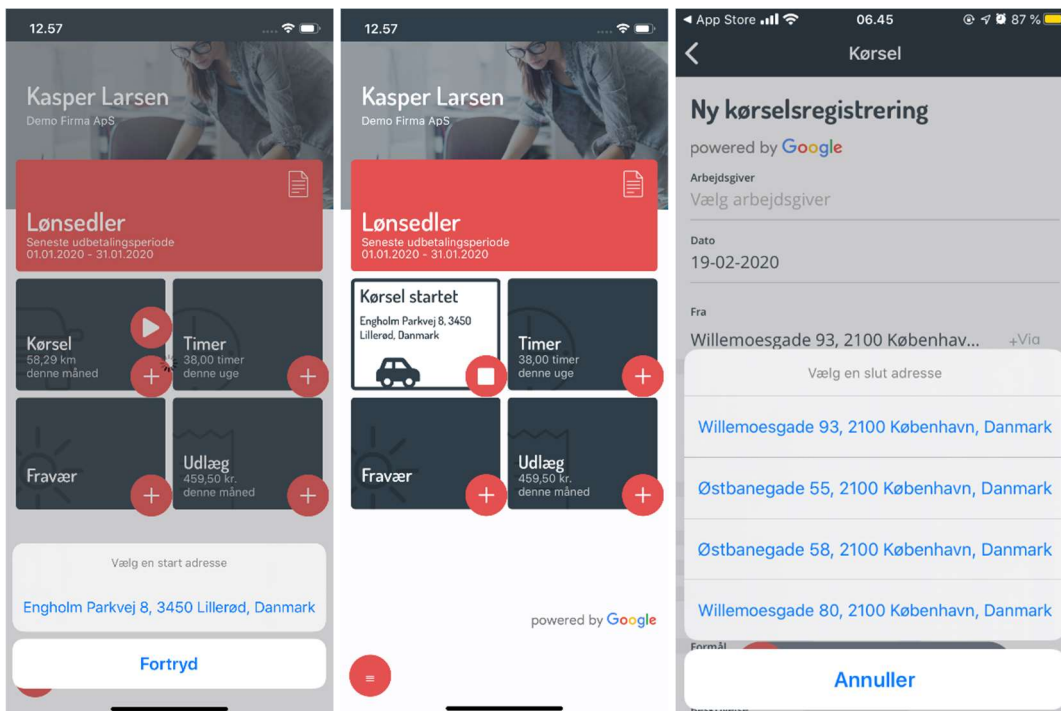 12.57
Kasper Larsen
Demo Firma ApS
Lønsedler
Seneste udbetalingsperiode
01.01.2020 - 31.01.2020
Kørsel
58,29 km
denne måned
Timer
38,00 timer
denne uge
Fravær
Udlæg
459,50 kr.
denne måned
Vælg en start adresse
Engholm Parkvej 8, 3450 Lillerød, Danmark
Fortryd
12.57
Kasper Larsen
Demo Firma ApS
Lønsedler
Seneste udbetalingsperiode
01.01.2020 - 31.01.2020
Kørsel startet
Engholm Parkvej 8, 3450
Lillerød, Danmark
Timer
38,00 timer
denne uge
Fravær
Udlæg
459,50 kr.
denne måned
powered by Google
App Store 06.45 87 %
Kørsel
Ny kørselsregistrering
powered by Google
Arbejdsgiver
Vælg arbejdsgiver
Dato
19-02-2020
Fra
Willemoesgade 93, 2100 Københav... +Via
Vælg en slut adresse
Willemoesgade 93, 2100 København, Danmark
Østbanegade 55, 2100 København, Danmark
Østbanegade 58, 2100 København, Danmark
Willemoesgade 80, 2100 København, Danmark
Formål
Annuller